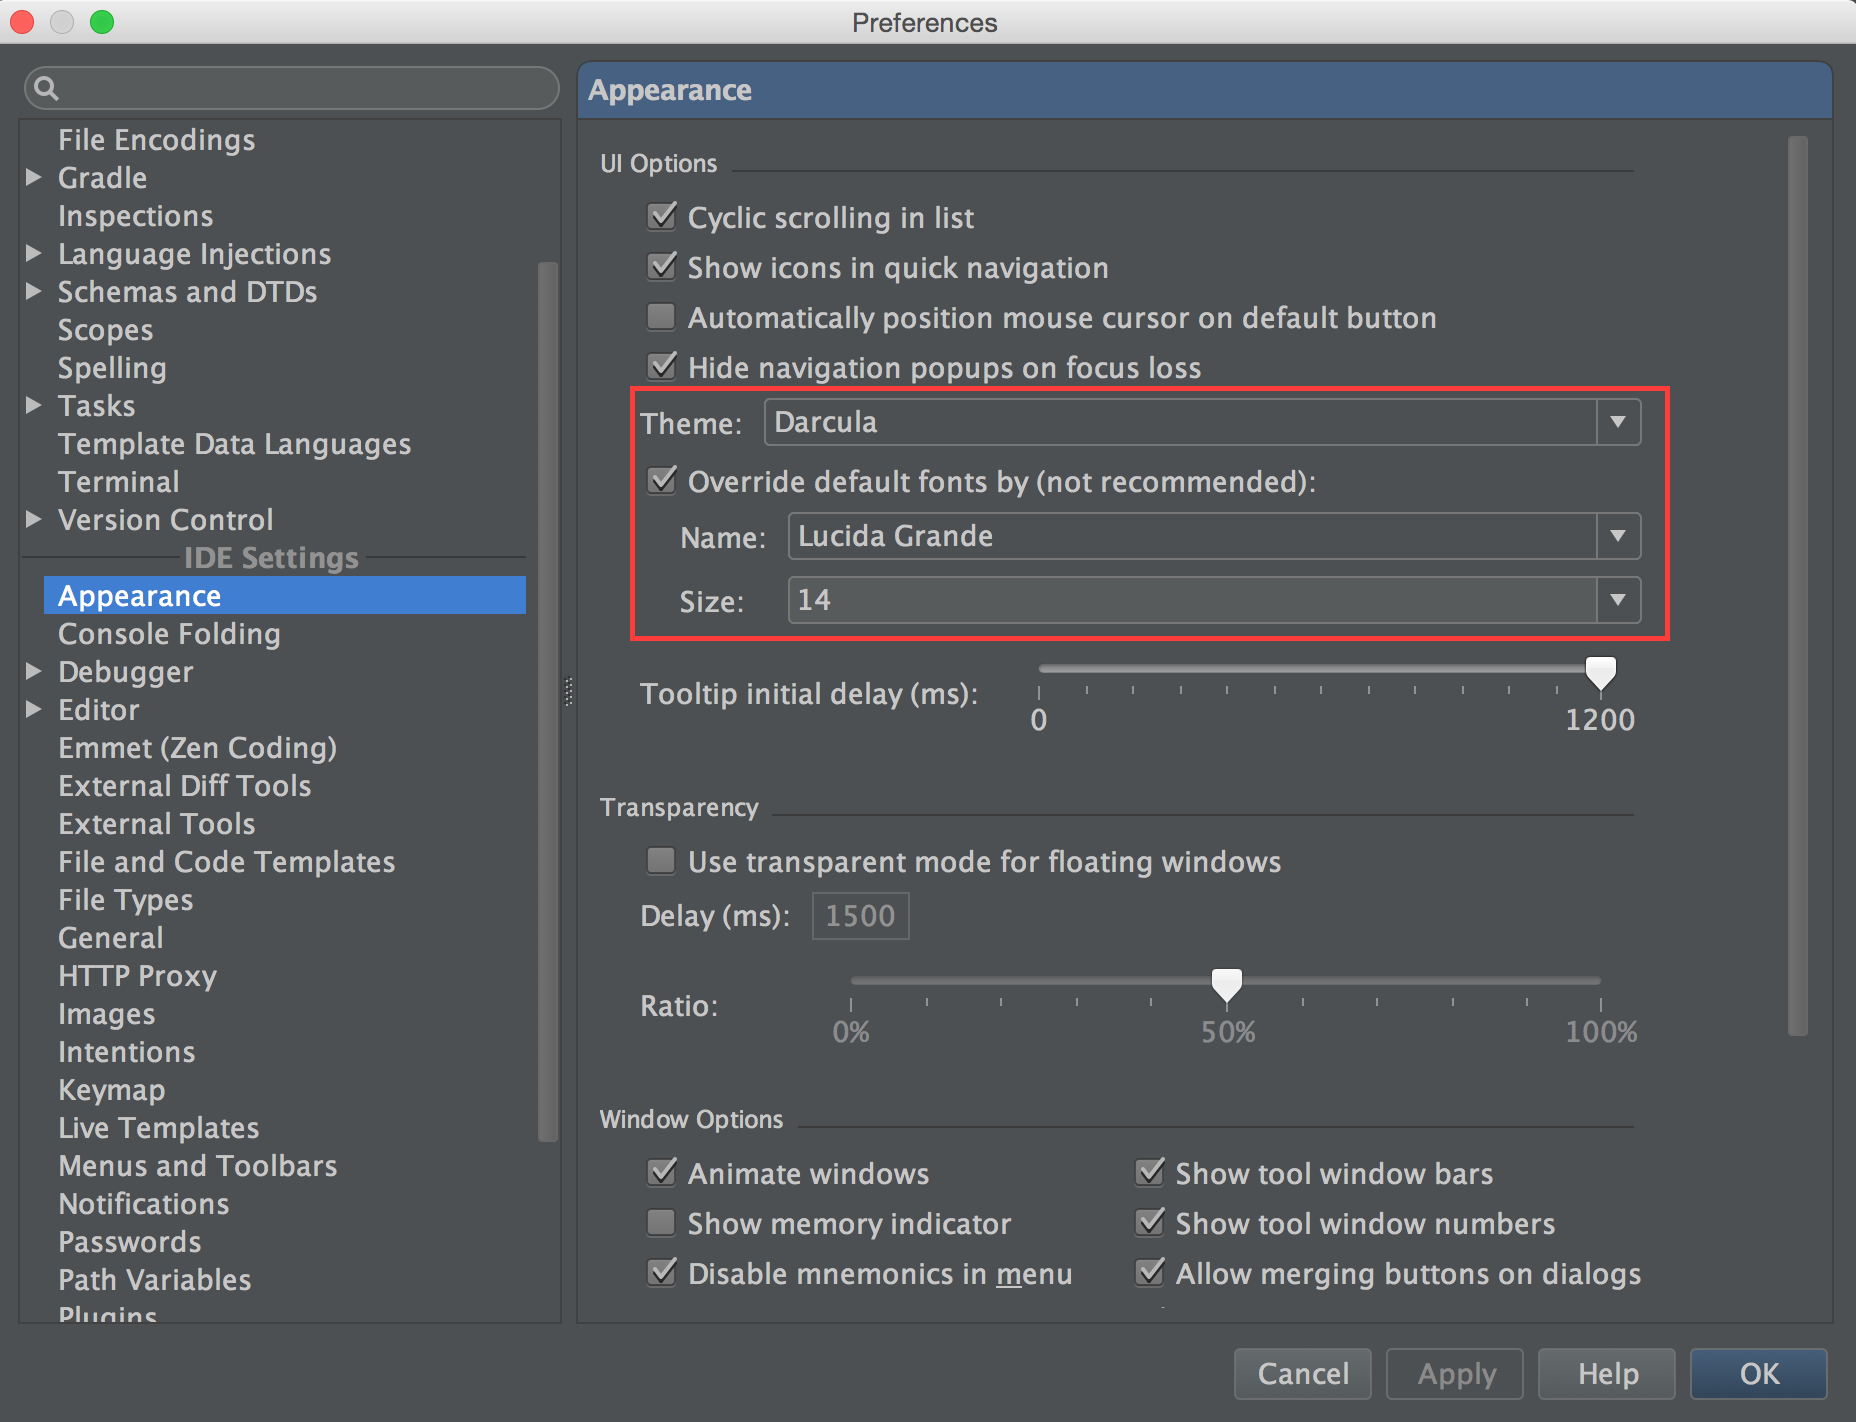 Preferences
File Encodings
Gradle
Inspections
Language Injections
Schemas and DTDs
Scopes
Spelling
Tasks
Template Data Languages
Terminal
Version Control
IDE Settings
Appearance
Console Folding
Debugger
Editor
Emmet (Zen Coding)
External Diff Tools
External Tools
File and Code Templates
File Types
General
HTTP Proxy
Images
Intentions
Keymap
Live Templates
Menus and Toolbars
Notifications
Passwords
Path Variables
Plugins
Appearance
UI Options
Cyclic scrolling in list
Show icons in quick navigation
Automatically position mouse cursor on default button
Hide navigation popups on focus loss
Theme: Darcula
Override default fonts by (not recommended):
Name: Lucida Grande
Size: 14
Tooltip initial delay (ms):
0 1200
Transparency
Use transparent mode for floating windows
Delay (ms): 1500
Ratio:
0% 50% 100%
Window Options
Animate windows Show tool window bars
Show memory indicator Show tool window numbers
Disable mnemonics in menu Allow merging buttons on dialogs
Cancel Apply Help OK